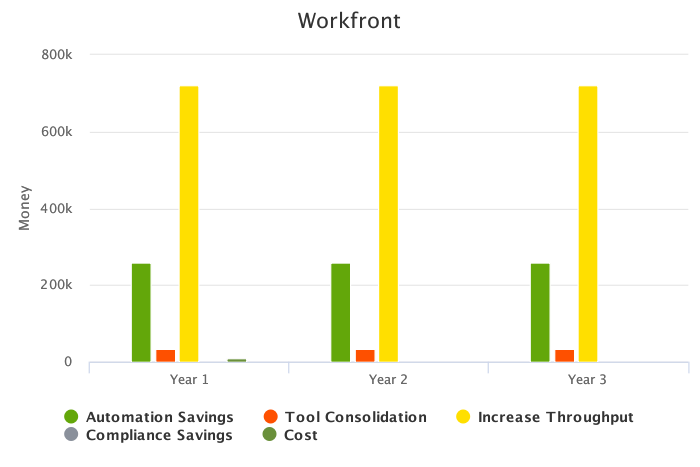 Workfront
800k
600k
400k
200k
0
Money
Year 1
Year 2
Year 3
Automation Savings
Tool Consolidation
Increase Throughput
Compliance Savings
Cost